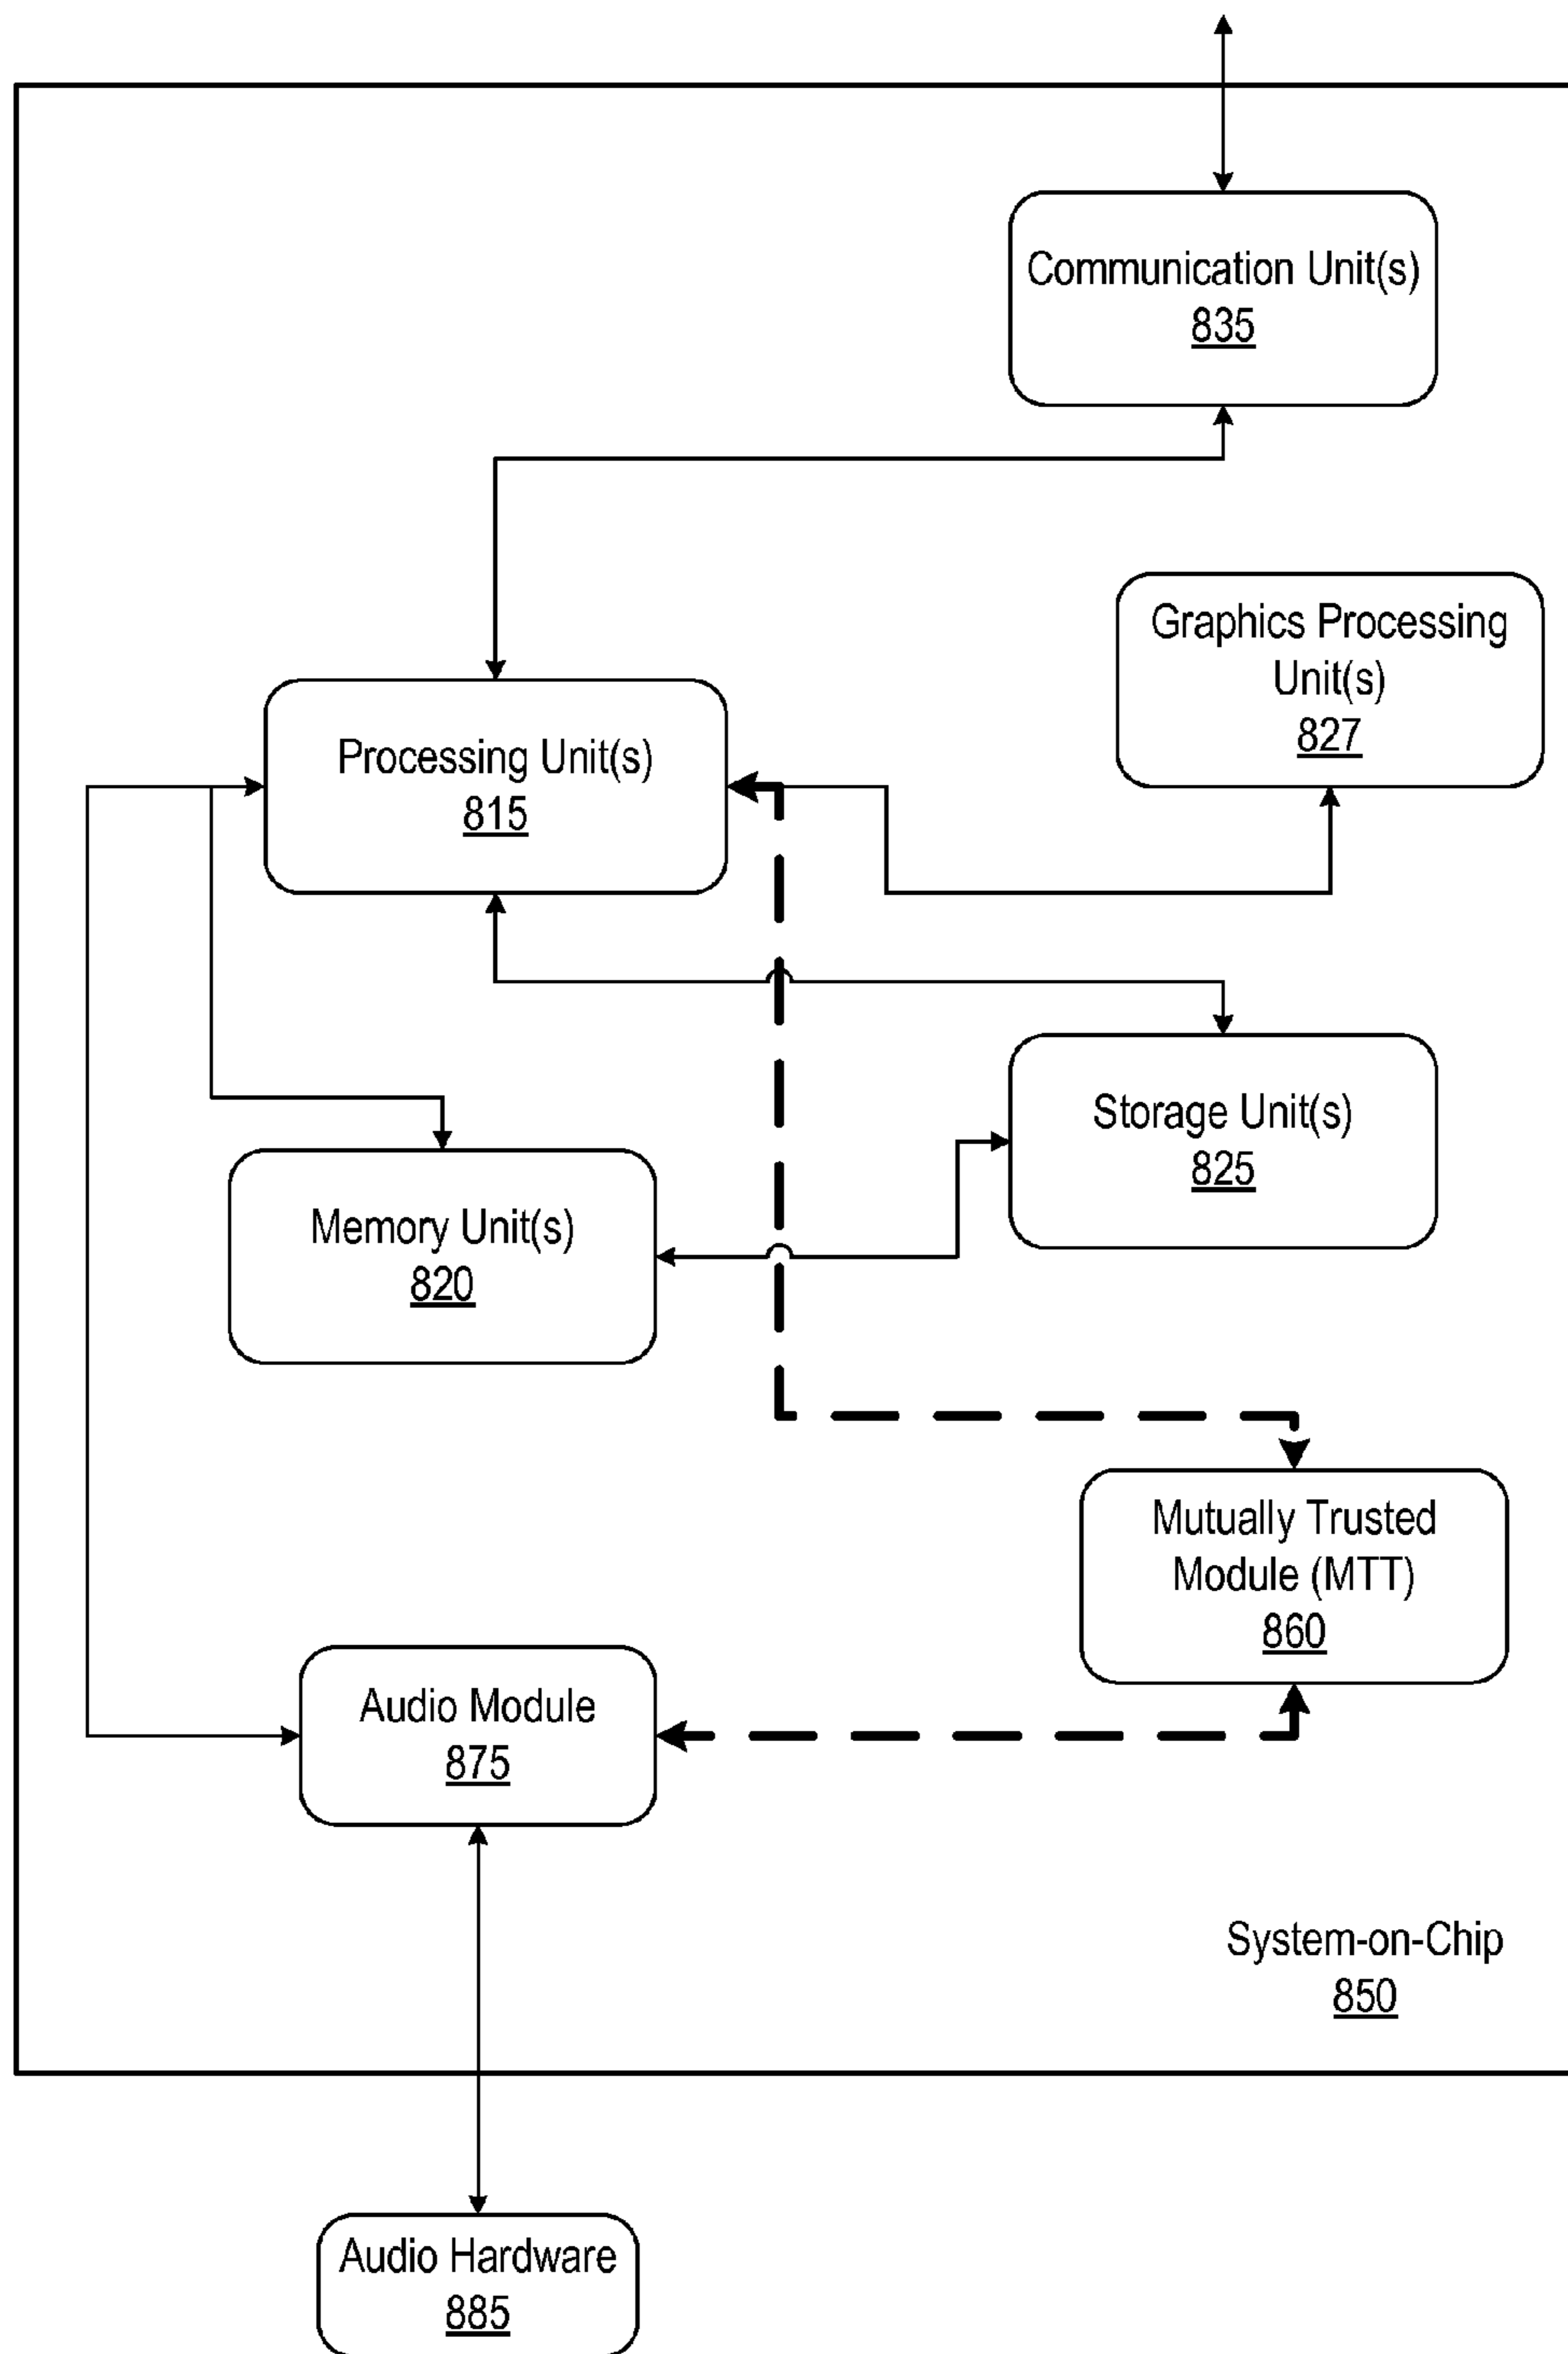 Communication Unit(s)
835
Graphics Processing
Unit(s)
827
Processing Unit(s)
815
Storage Unit(s)
825
Memory Unit(s)
820
Mutually Trusted
Module (MTT)
860
Audio Module
875
System-on-Chip
850
Audio Hardware
885